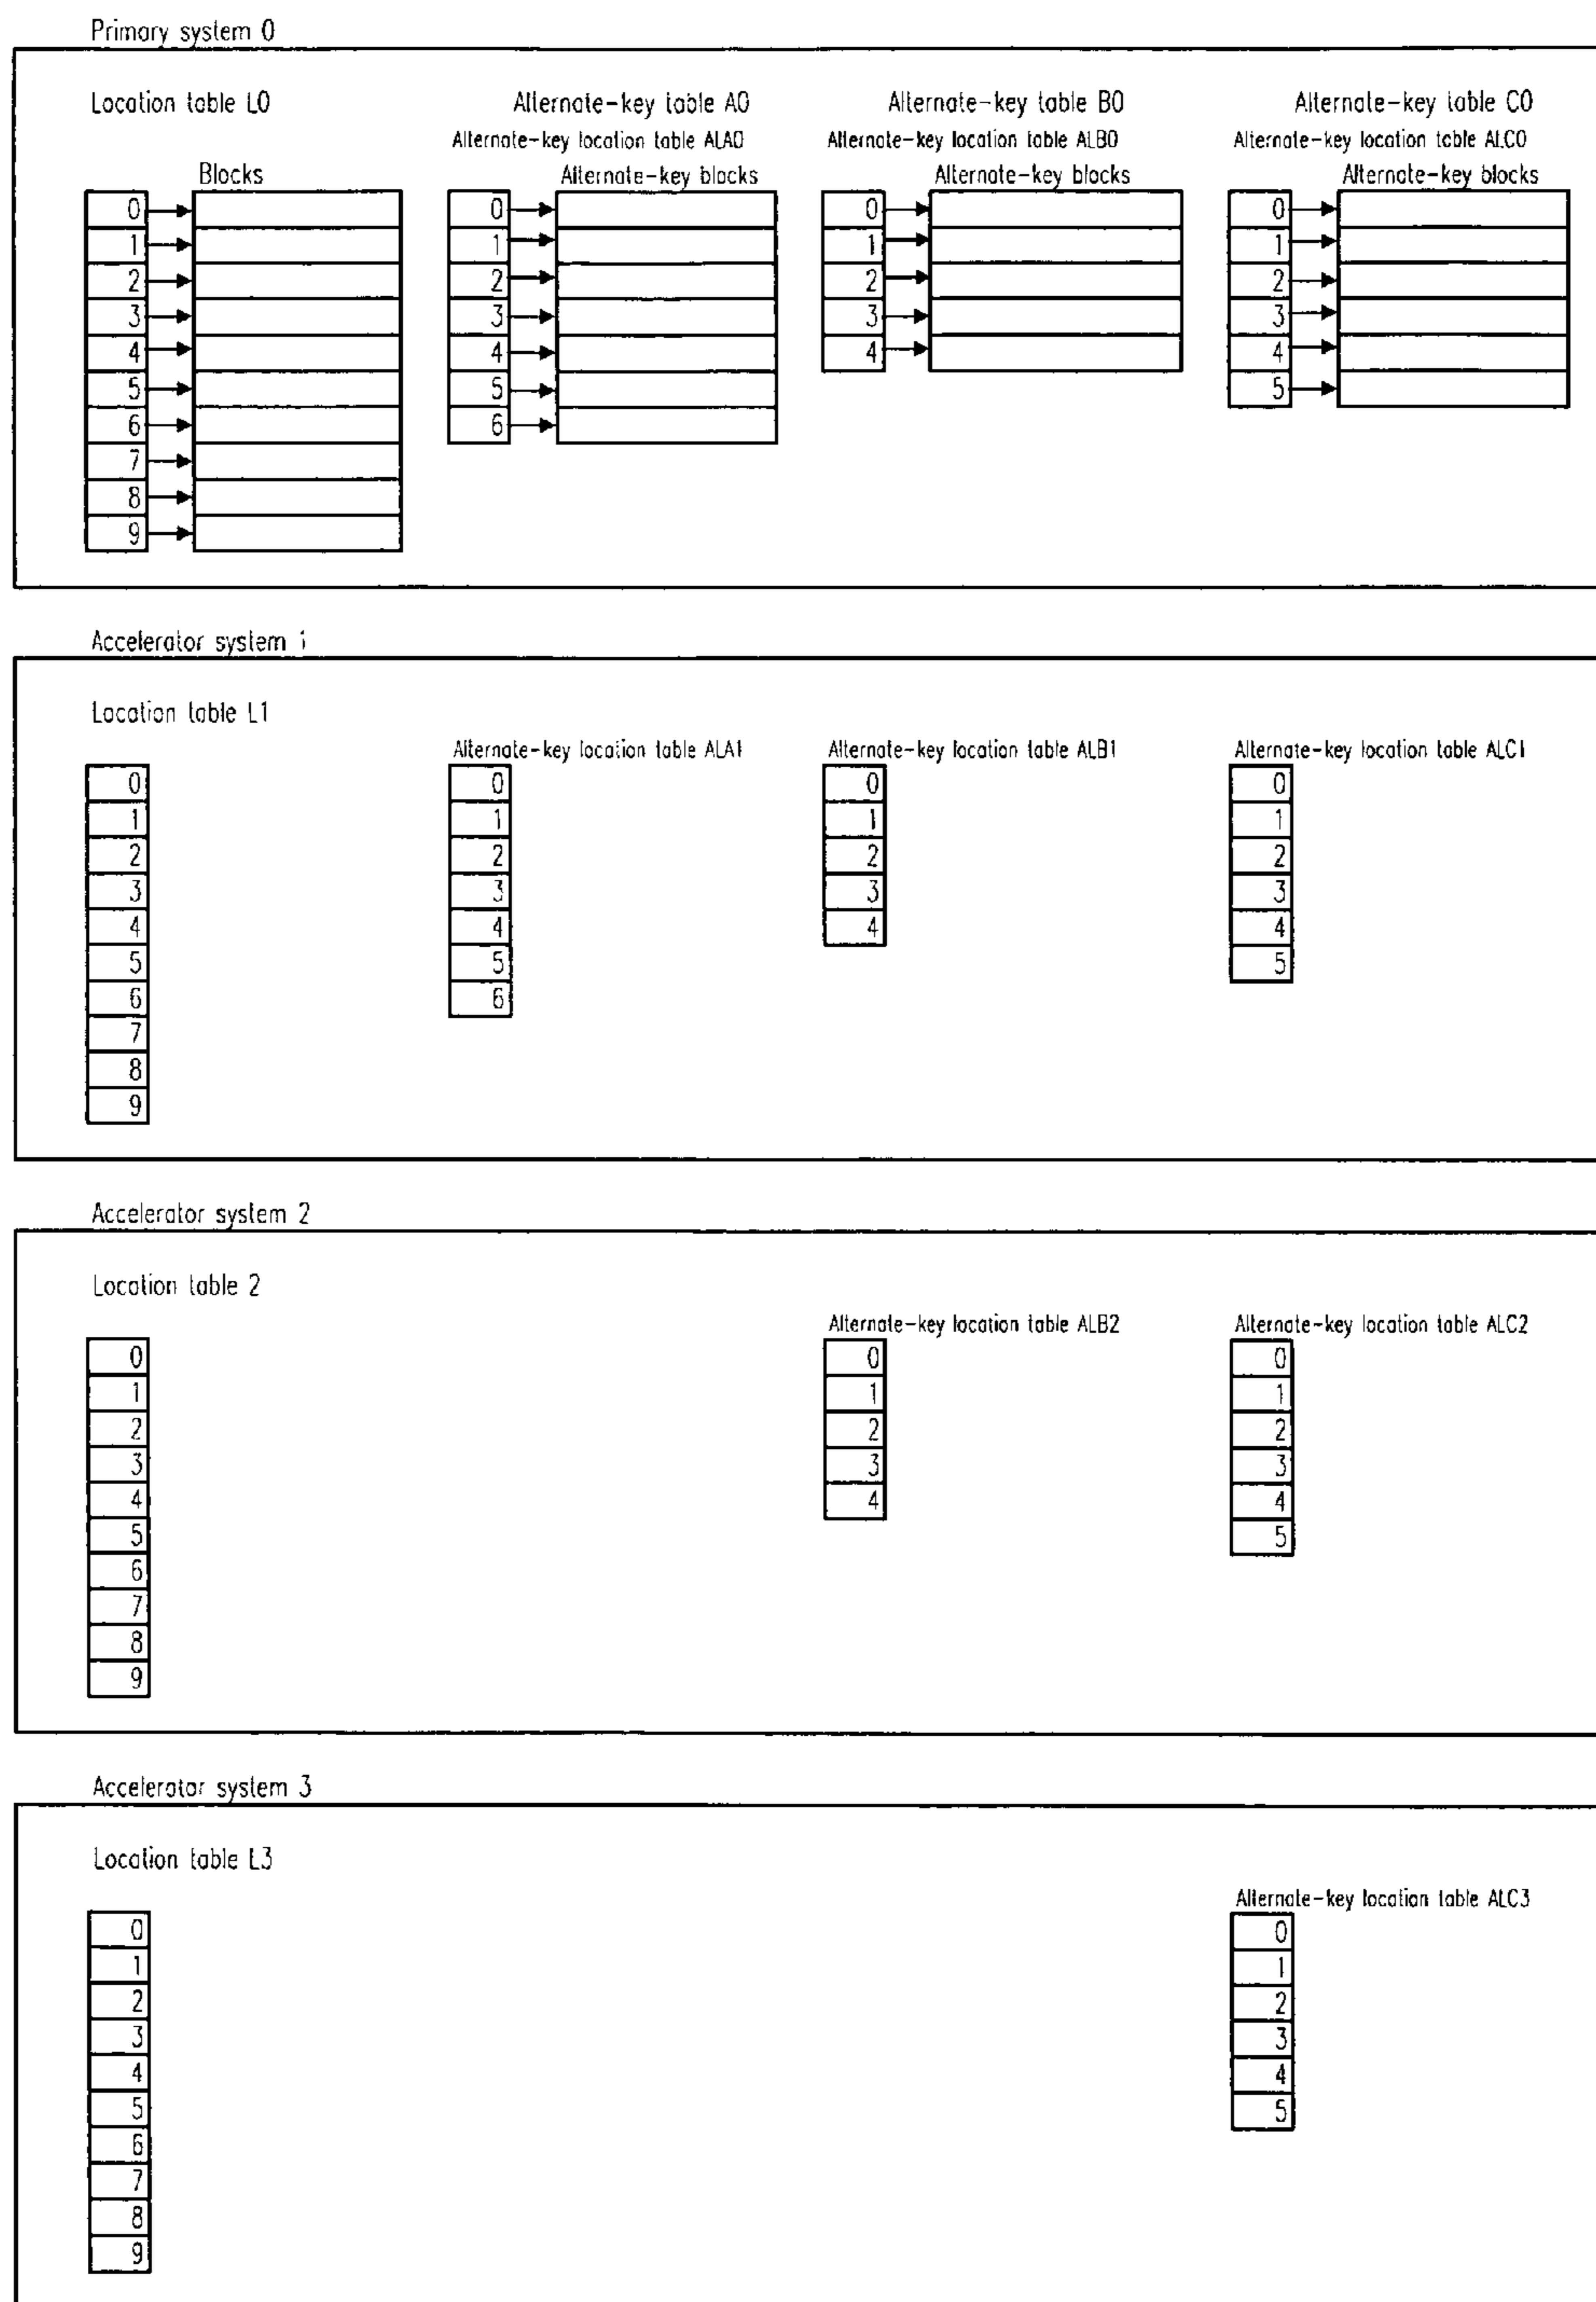 Primary system 0
Location table L0
Alternate-key table A0
Alternate-key table B0
Alternate-key table C0
Alternate-key location table ALA0
Alternate-key location table ALB0
Alternate-key location table ALC0
Blocks
Alternate-key blocks
Alternate-key blocks
Alternate-key blocks
0 0 0 0
1 1 1 1
2 2 2 2
3 3 3 3
4 4 4 4
5 5 5
6 6
7
8
9
Accelerator system 1
Location table L1
Alternate-key location table ALA1
Alternate-key location table ALB1
Alternate-key location table ALC1
0 0 0 0
1 1 1 1
2 2 2 2
3 3 3 3
4 4 4 4
5 5 5
6 6
7
8
9
Accelerator system 2
Location table 2
Alternate-key location table ALB2
Alternate-key location table ALC2
0 0 0
1 1 1
2 2 2
3 3 3
4 4 4
5 5
6
7
8
9
Accelerator system 3
Location table L3
Alternate-key location table ALC3
0 0
1 1
2 2
3 3
4 4
5 5
6
7
8
9